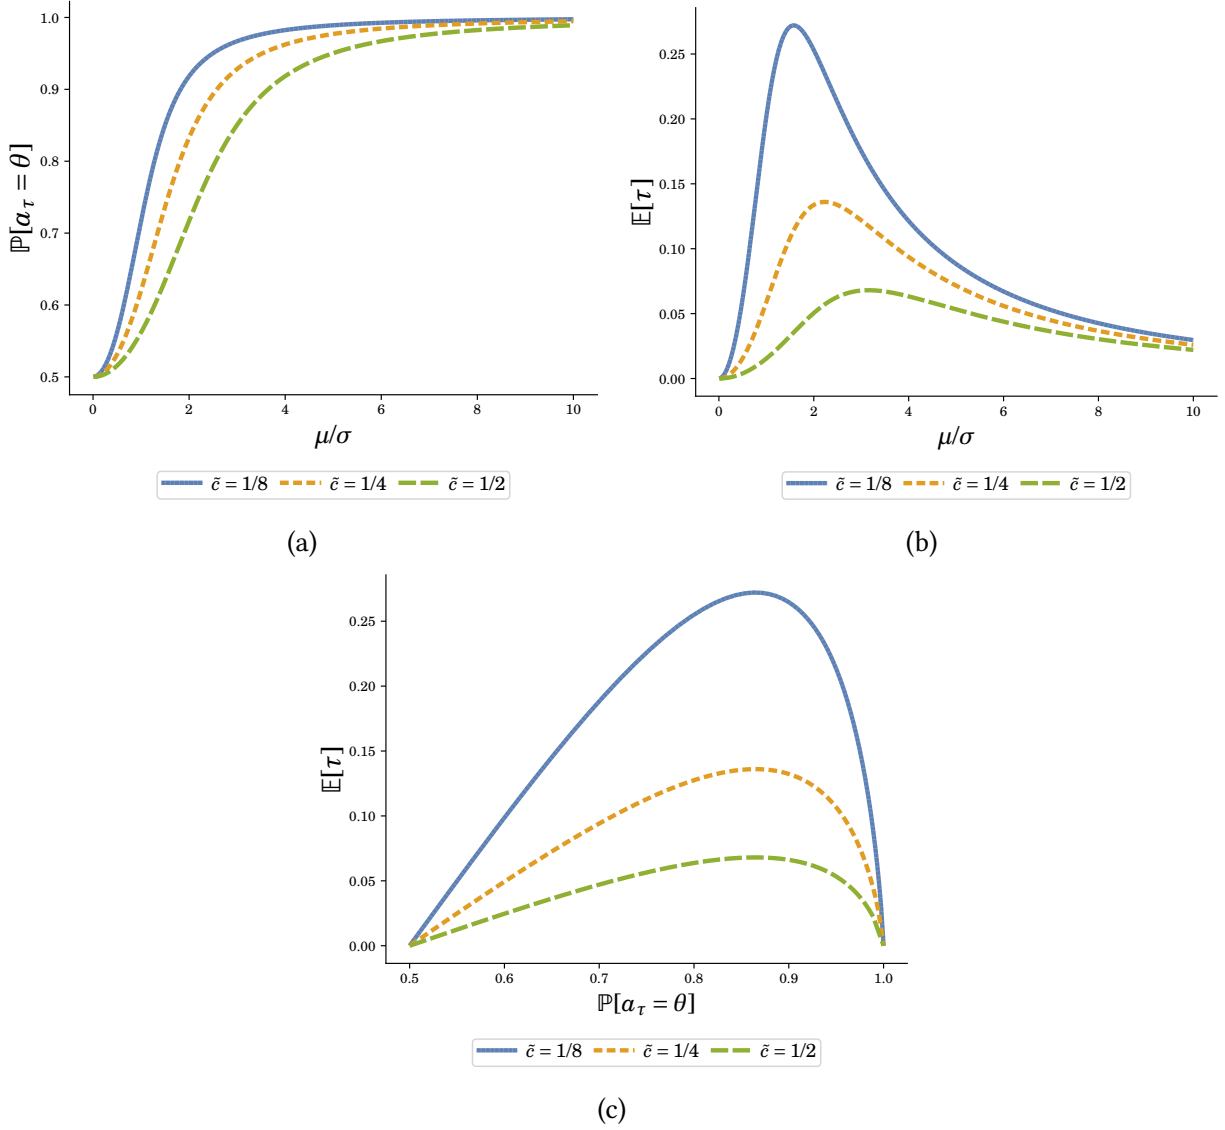 1.0
0.9
0.8
0.7
0.6
0.5
ℙ[a_τ = θ]
0 2 4 6 8 10
μ/σ
c̃ = 1/8 c̃ = 1/4 c̃ = 1/2
(a)
0.25
0.20
0.15
0.10
0.05
0.00
𝔼[τ]
0 2 4 6 8 10
μ/σ
c̃ = 1/8 c̃ = 1/4 c̃ = 1/2
(b)
0.25
0.20
0.15
0.10
0.05
0.00
𝔼[τ]
0.5 0.6 0.7 0.8 0.9 1.0
ℙ[a_τ = θ]
c̃ = 1/8 c̃ = 1/4 c̃ = 1/2
(c)